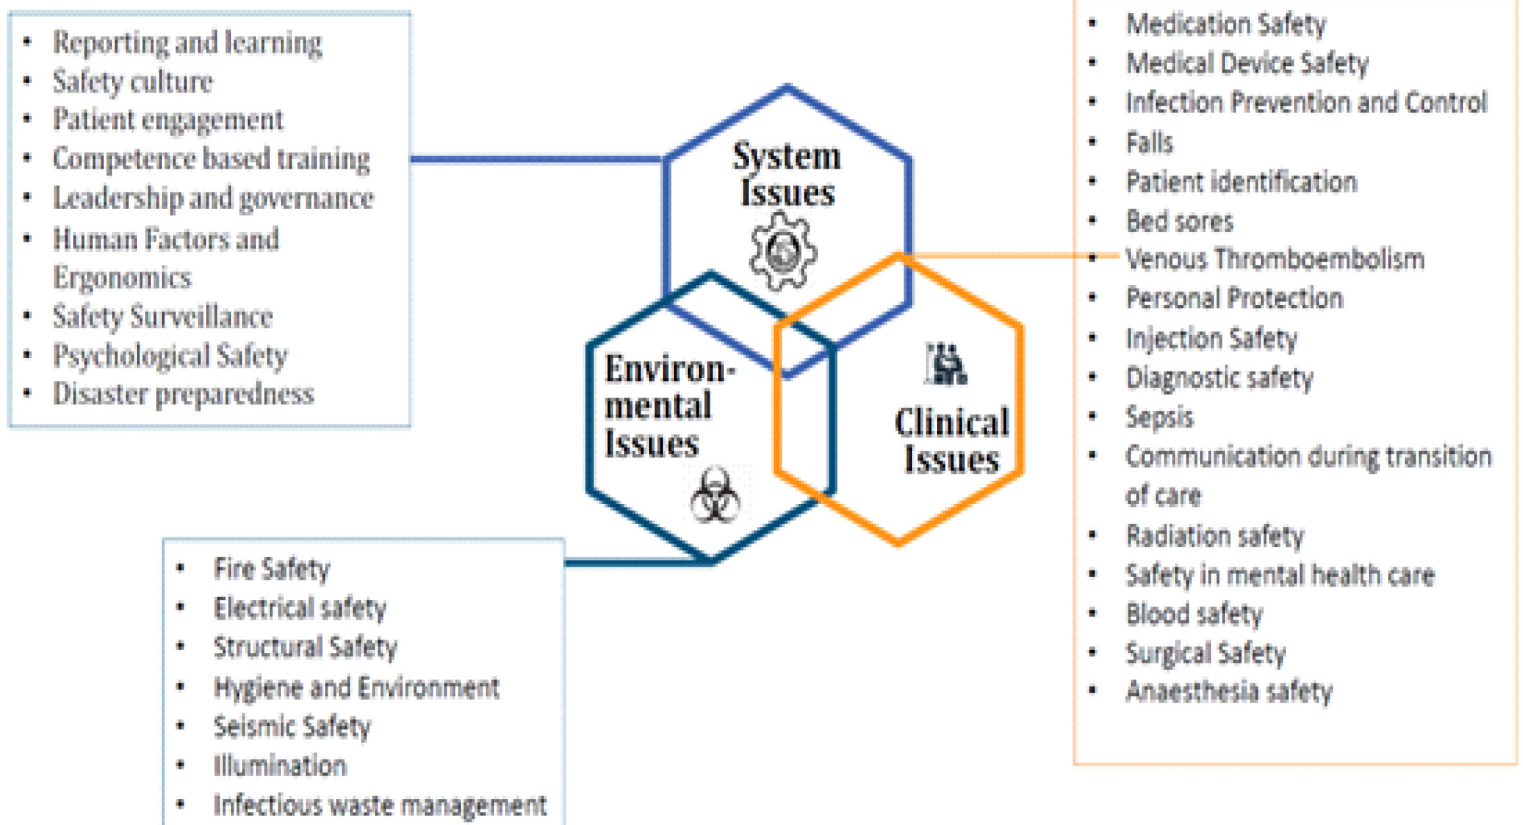 • Reporting and learning
• Safety culture
• Patient engagement
• Competence based training
• Leadership and governance
• Human Factors and
Ergonomics
• Safety Surveillance
• Psychological Safety
• Disaster preparedness
System
Issues
Environ-
mental
Issues
Clinical
Issues
• Medication Safety
• Medical Device Safety
• Infection Prevention and Control
• Falls
• Patient identification
• Bed sores
• Venous Thromboembolism
• Personal Protection
• Injection Safety
• Diagnostic safety
• Sepsis
• Communication during transition
of care
• Radiation safety
• Safety in mental health care
• Blood safety
• Surgical Safety
• Anaesthesia safety
• Fire Safety
• Electrical safety
• Structural Safety
• Hygiene and Environment
• Seismic Safety
• Illumination
• Infectious waste management